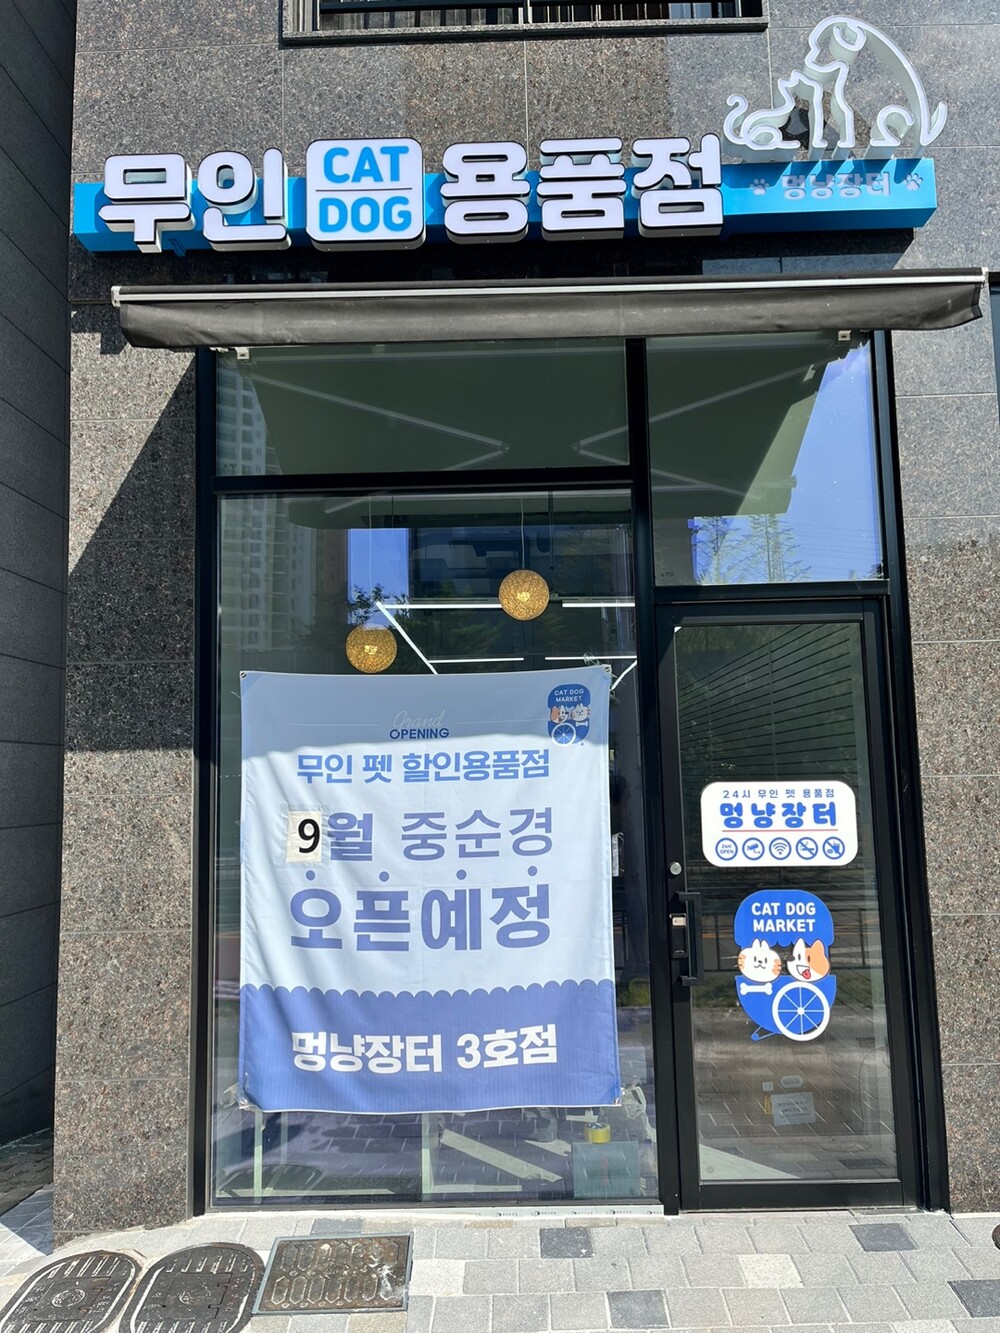 무인 CAT DOG 용품점
멍냥장터
Grand
OPENING
CAT DOG
MARKET
무인 펫 할인용품점
9월 중순경
오픈예정
멍냥장터 3호점
24시 무인 펫 용품점
멍냥장터
OPEN
CAT DOG
MARKET